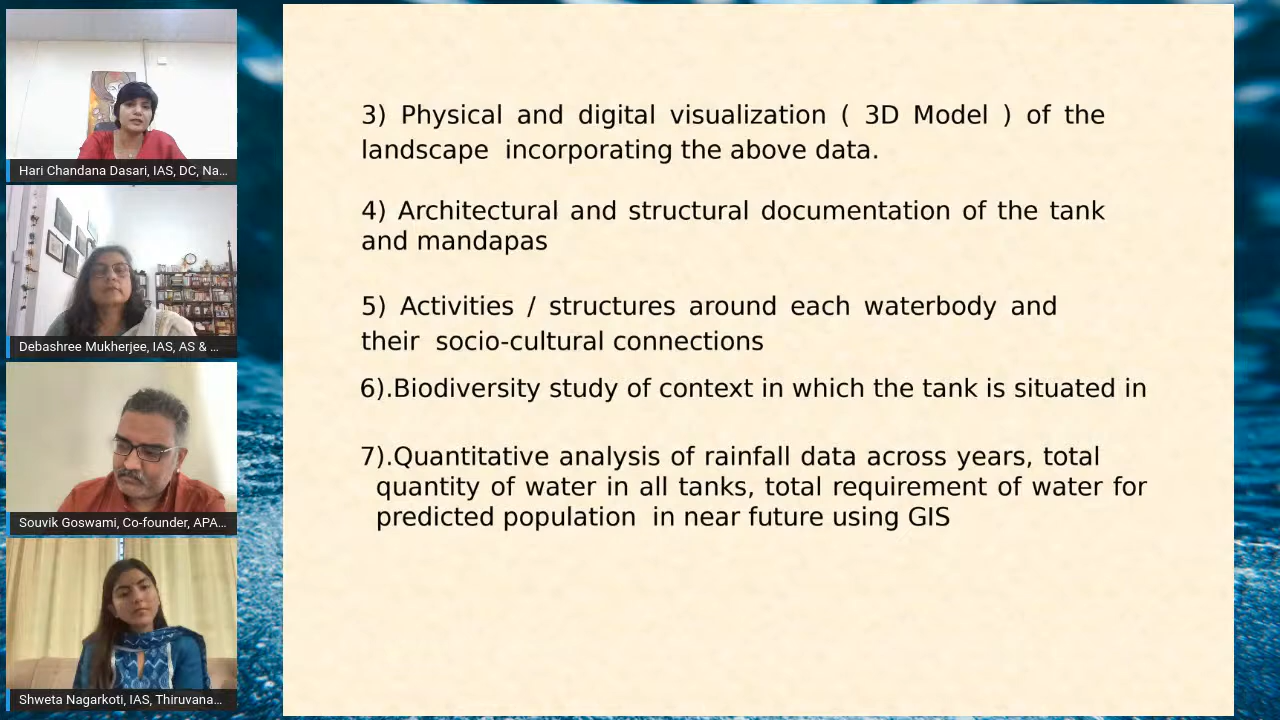 Hari Chandana Dasari, IAS, DC, Na...
Debashree Mukherjee, IAS, AS & ...
Souvik Goswami, Co-founder, APA...
Shweta Nagarkoti, IAS, Thiruvana...
3) Physical and digital visualization ( 3D Model ) of the
landscape incorporating the above data.
4) Architectural and structural documentation of the tank
and mandapas
5) Activities / structures around each waterbody and
their socio-cultural connections
6).Biodiversity study of context in which the tank is situated in
7).Quantitative analysis of rainfall data across years, total
quantity of water in all tanks, total requirement of water for
predicted population in near future using GIS